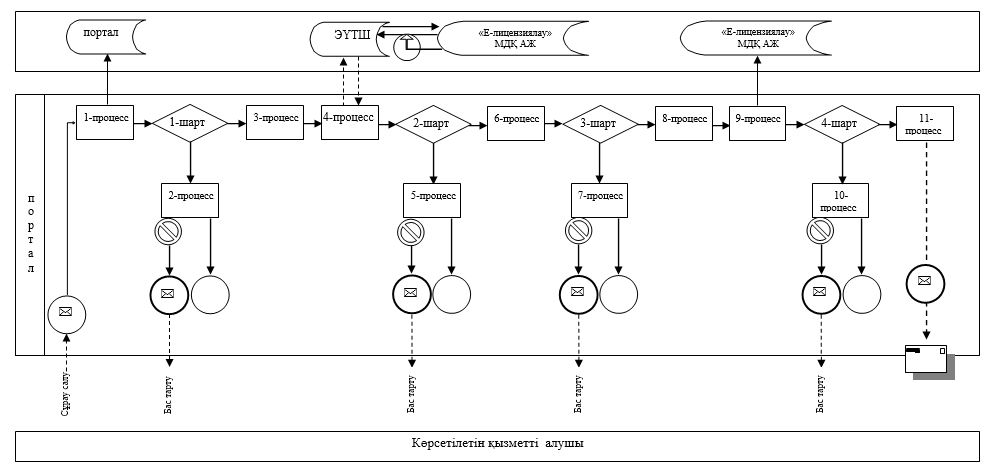 портал
ЭҮТШ
«Е-лицензиялау»
МДҚ АЖ
«Е-лицензиялау»
МДҚ АЖ
1-процесс
1-шарт
3-процесс
4-процесс
2-шарт
6-процесс
3-шарт
8-процесс
9-процесс
4-шарт
11-
процесс
2-процесс
5-процесс
7-процесс
10-
процесс
портал
Сұрау салу
Бас тарту
Бас тарту
Бас тарту
Бас тарту
Көрсетілетін қызметті алушы